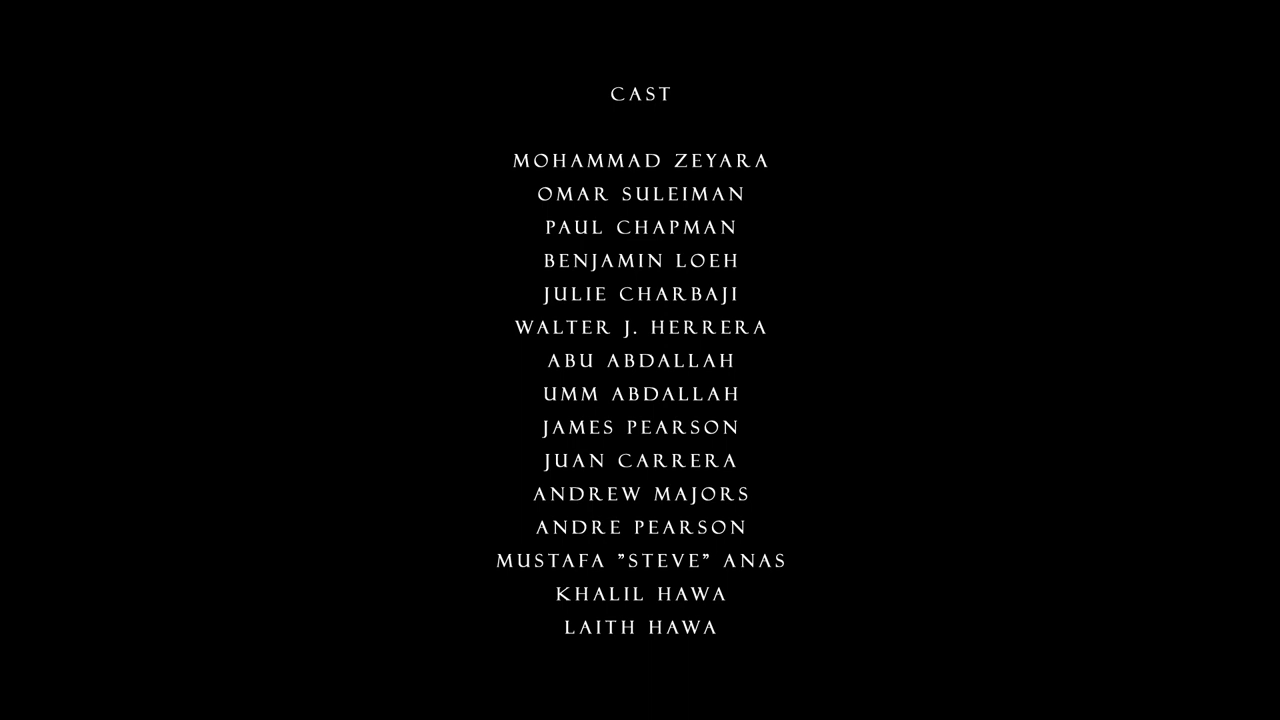 CAST
MOHAMMAD ZEYARA
OMAR SULEIMAN
PAUL CHAPMAN
BENJAMIN LOEH
JULIE CHARBAJI
WALTER J. HERRERA
ABU ABDALLAH
UMM ABDALLAH
JAMES PEARSON
JUAN CARRERA
ANDREW MAJORS
ANDRE PEARSON
MUSTAFA ”STEVE” ANAS
KHALIL HAWA
LAITH HAWA